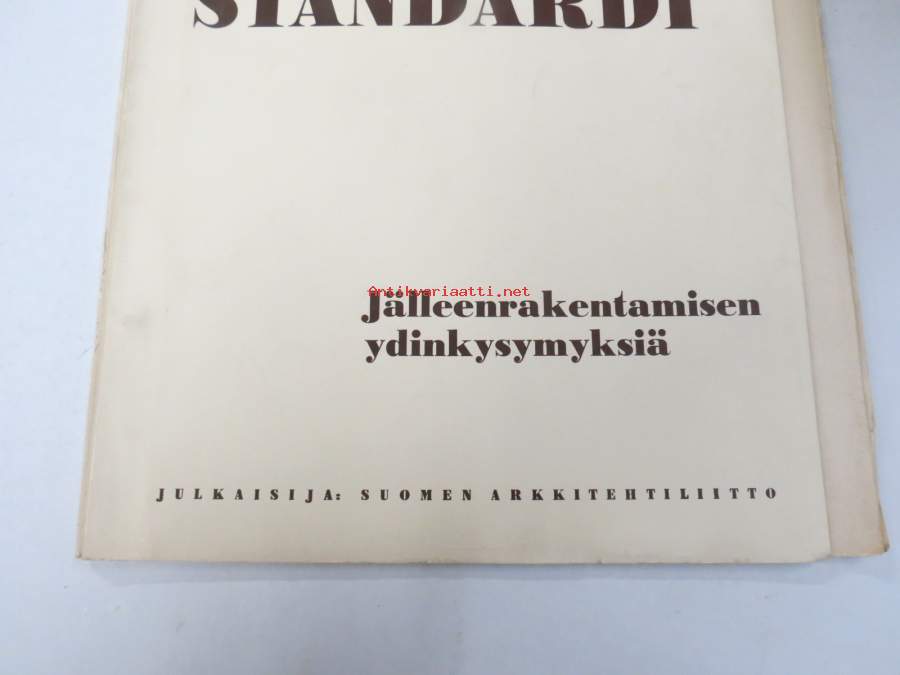 STANDARDI
Antikvariaatti.net
Jälleenrakentamisen
ydinkysymyksiä
JULKAISIJA: SUOMEN ARKKITEHTILIITTO